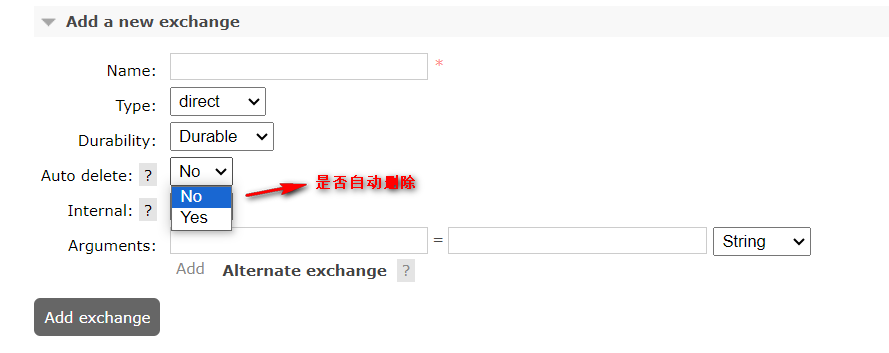 Add a new exchange
Name: *
Type: direct
Durability: Durable
Auto delete: ? No
No
Yes
是否自动删除
Internal: ?
Arguments: = String
Add Alternate exchange ?
Add exchange